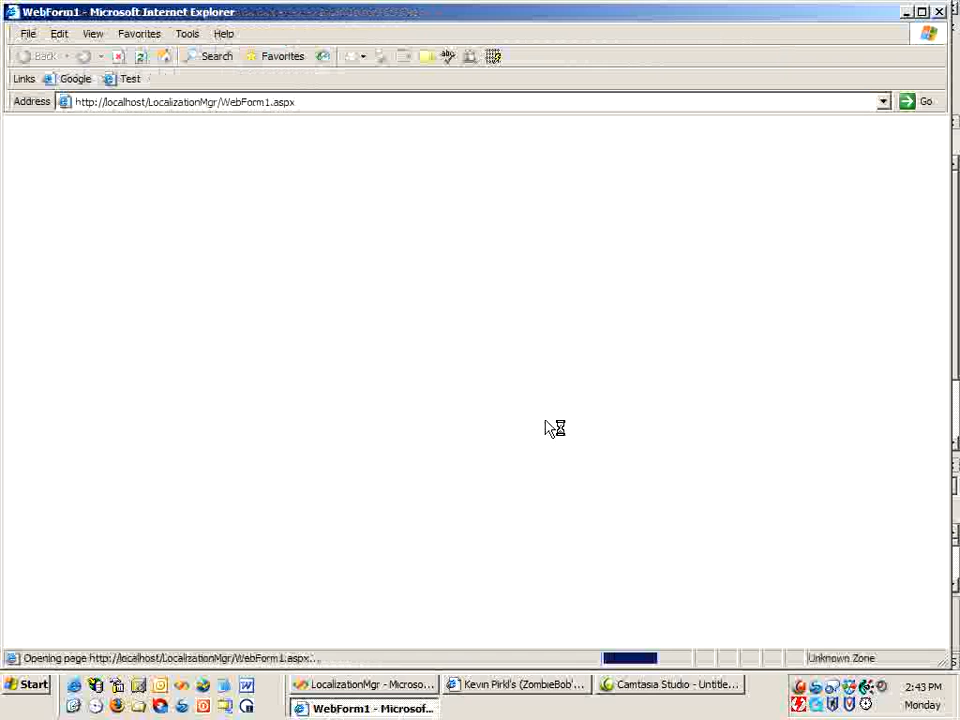 WebForm1 - Microsoft Internet Explorer
File Edit View Favorites Tools Help
Back Search Favorites
Links Google Test
Address http://localhost/LocalizationMgr/WebForm1.aspx Go
Opening page http://localhost/LocalizationMgr/WebForm1.aspx... Unknown Zone
Start LocalizationMgr - Microso... Kevin Pirkl's (ZombieBob'... Camtasia Studio - Untitle... 2:43 PM
WebForm1 - Microsof... Monday